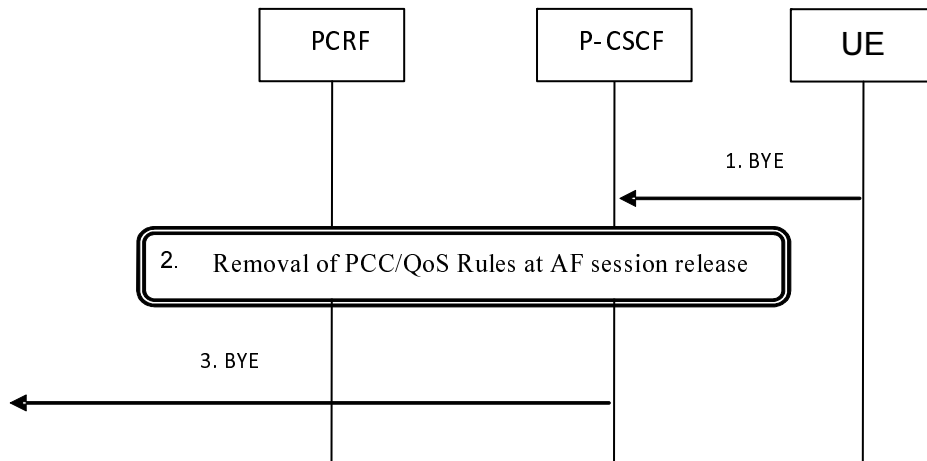 PCRF
P-CSCF
UE
1. BYE
2. Removal of PCC/QoS Rules at AF session release
3. BYE